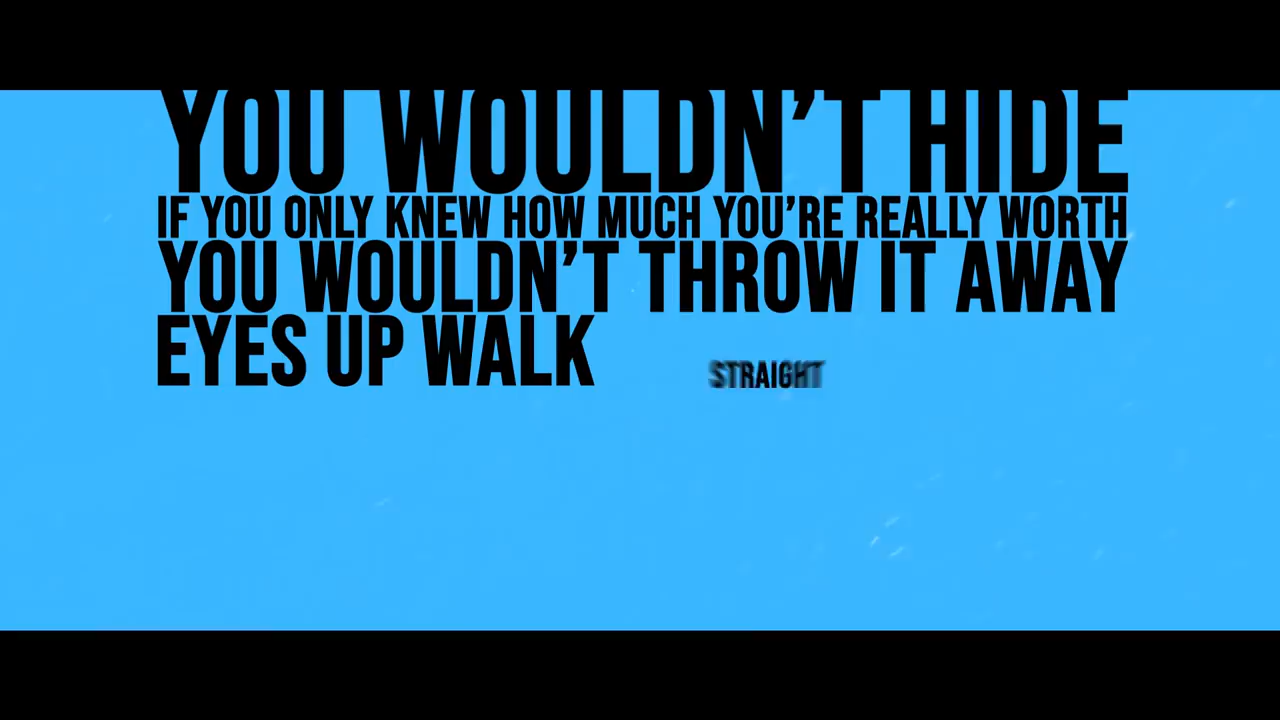 YOU WOULDN'T HIDE
IF YOU ONLY KNEW HOW MUCH YOU'RE REALLY WORTH
YOU WOULDN'T THROW IT AWAY
EYES UP WALK STRAIGHT